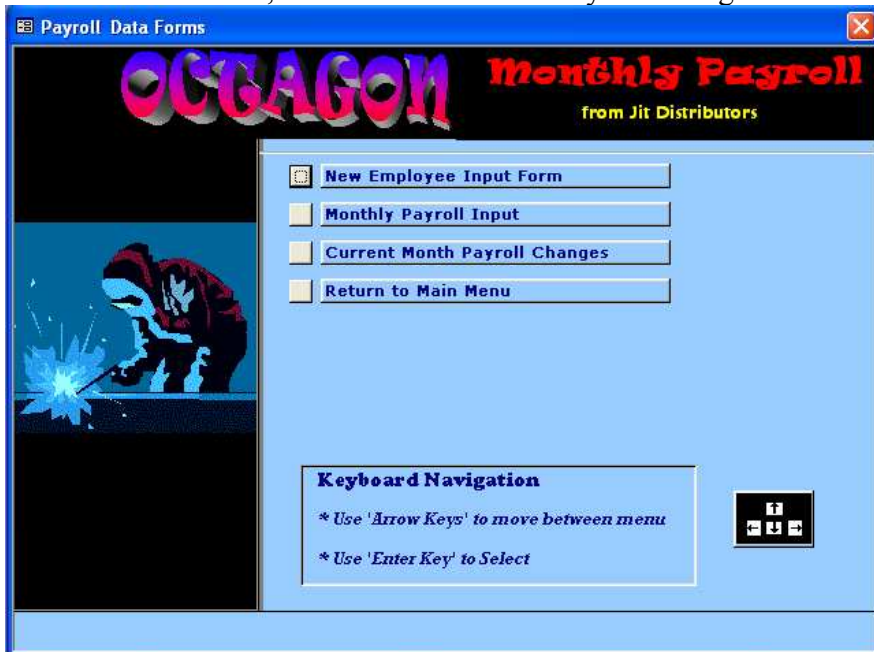 Payroll Data Forms
OCTAGON
Monthly Payroll
from Jit Distributors
New Employee Input Form
Monthly Payroll Input
Current Month Payroll Changes
Return to Main Menu
Keyboard Navigation
* Use 'Arrow Keys' to move between menu
* Use 'Enter Key' to Select